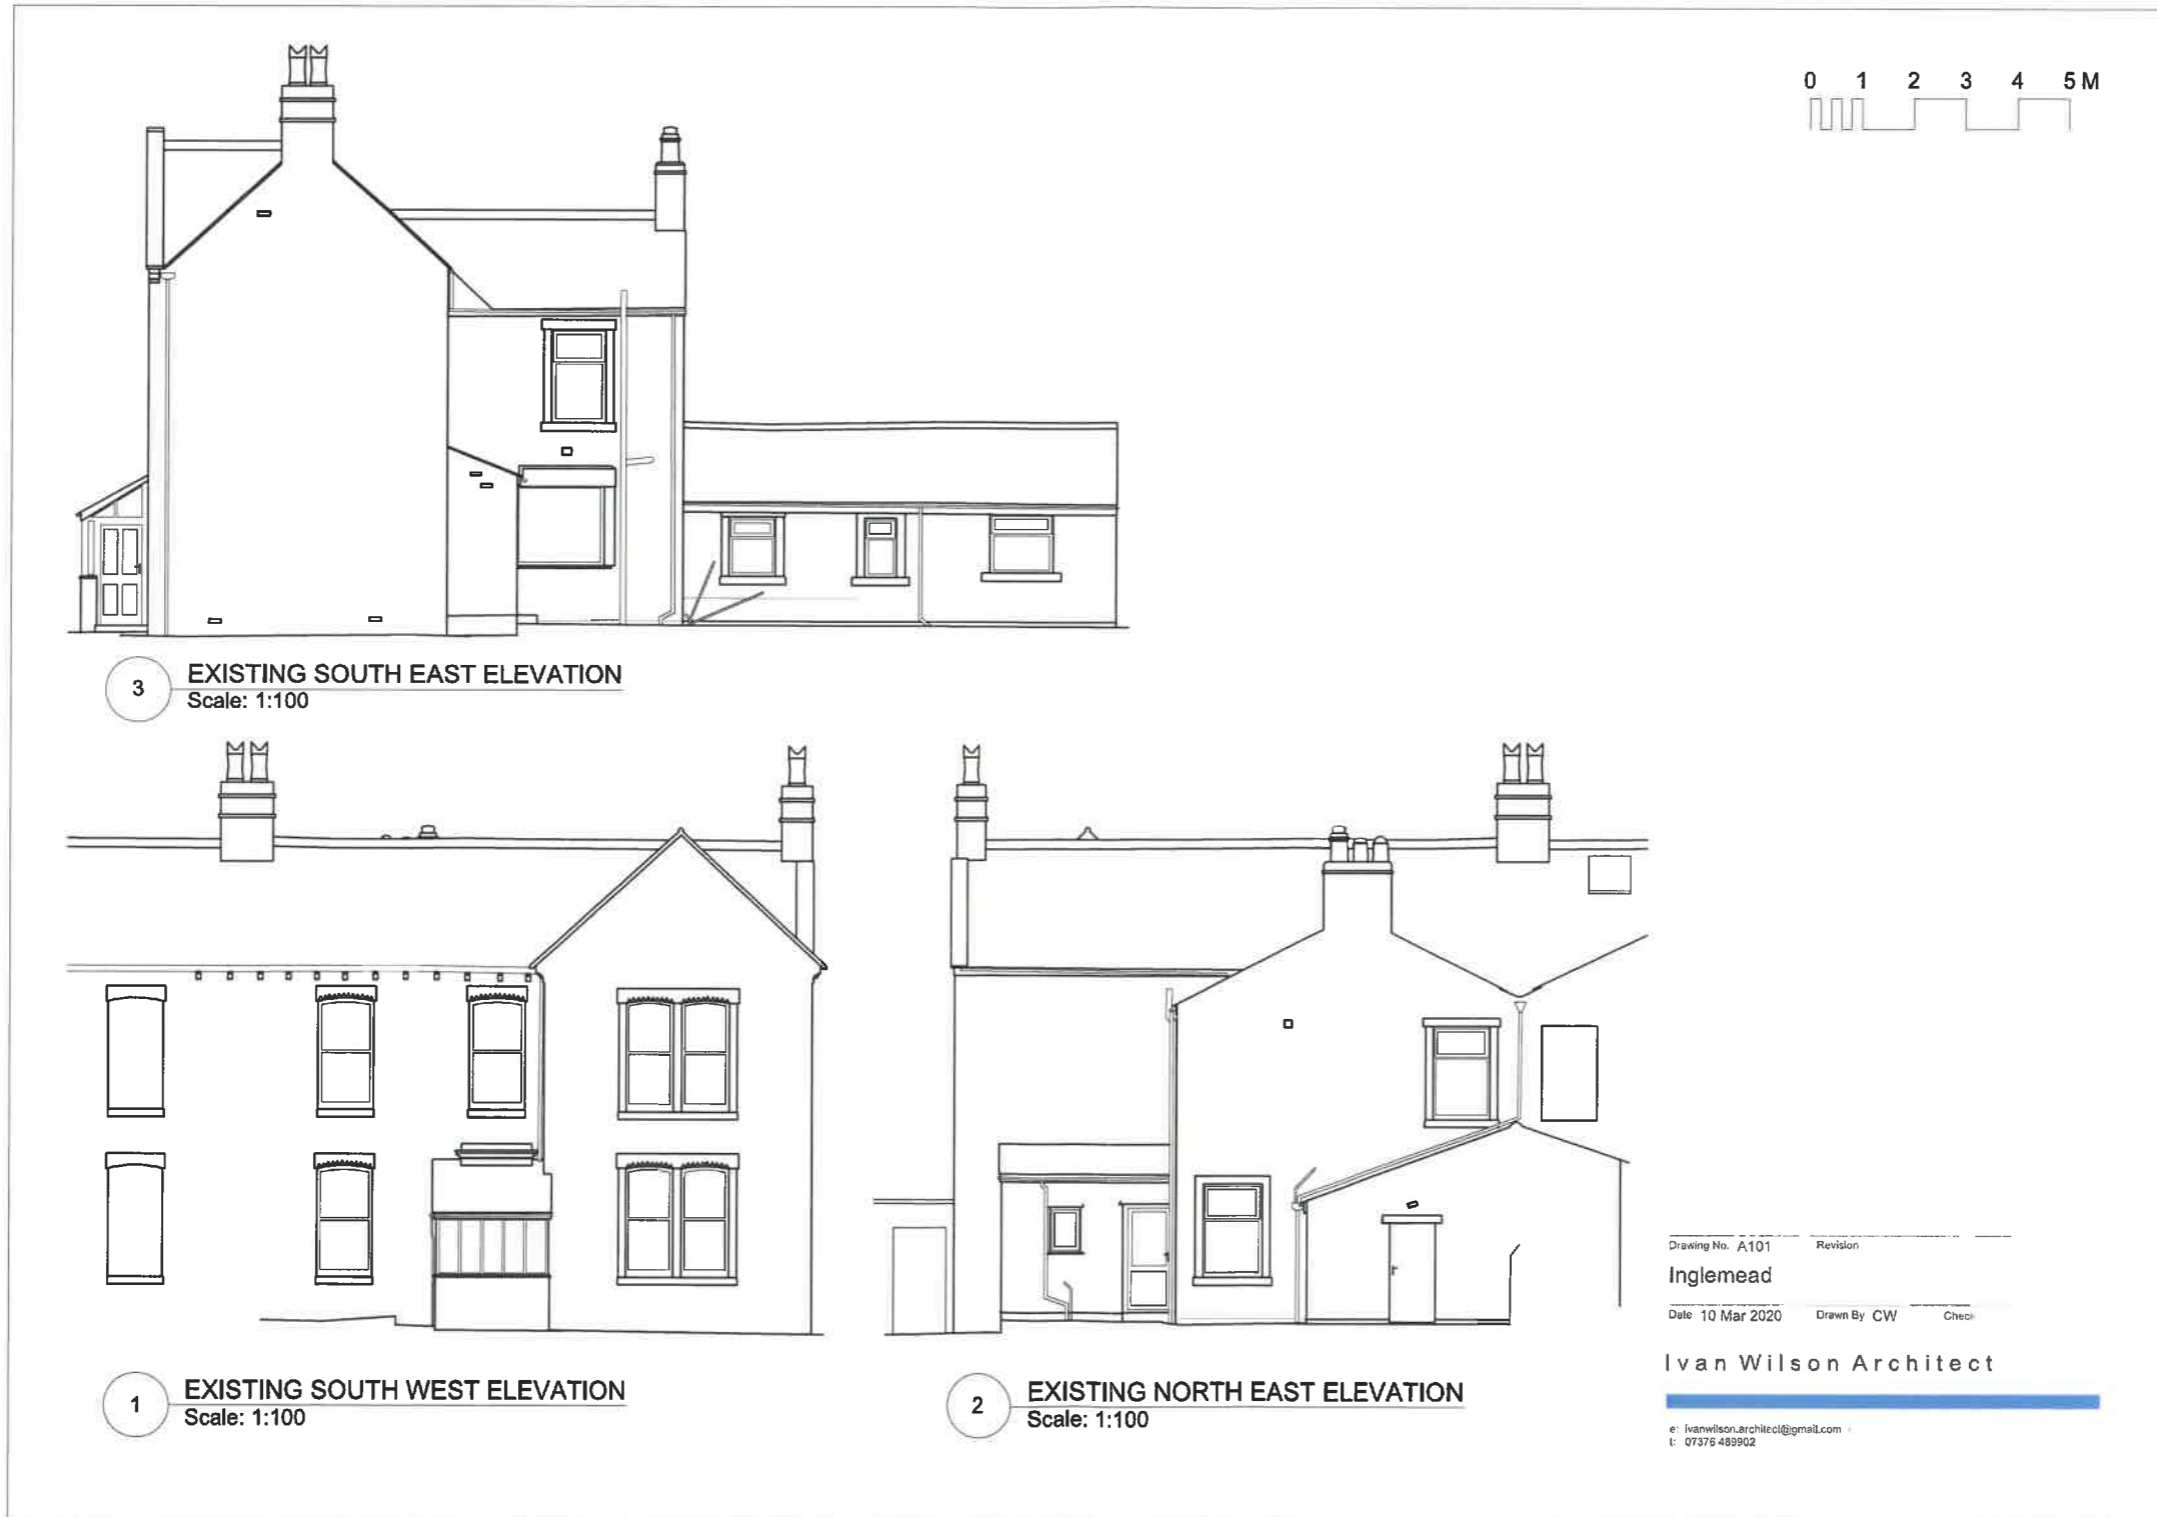 0 1 2 3 4 5 M
3
EXISTING SOUTH EAST ELEVATION
Scale: 1:100
1
EXISTING SOUTH WEST ELEVATION
Scale: 1:100
2
EXISTING NORTH EAST ELEVATION
Scale: 1:100
Drawing No. A101 Revision
Inglemead
Date 10 Mar 2020 Drawn By CW Check
Ivan Wilson Architect
e: ivanwilson.architect@gmail.com
t: 07376 489902